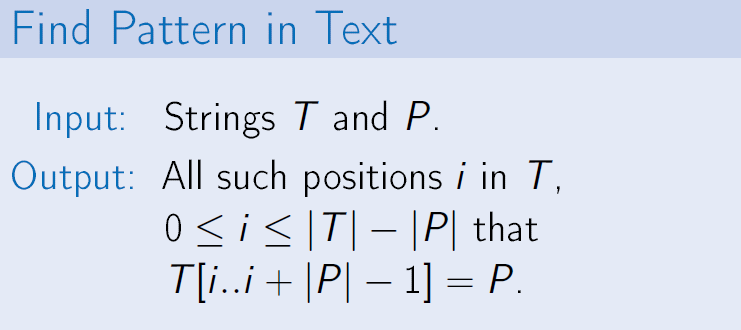 Find Pattern in Text
Input: Strings T and P.
Output: All such positions i in T,
0 ≤ i ≤ |T| − |P| that
T[i..i + |P| − 1] = P.